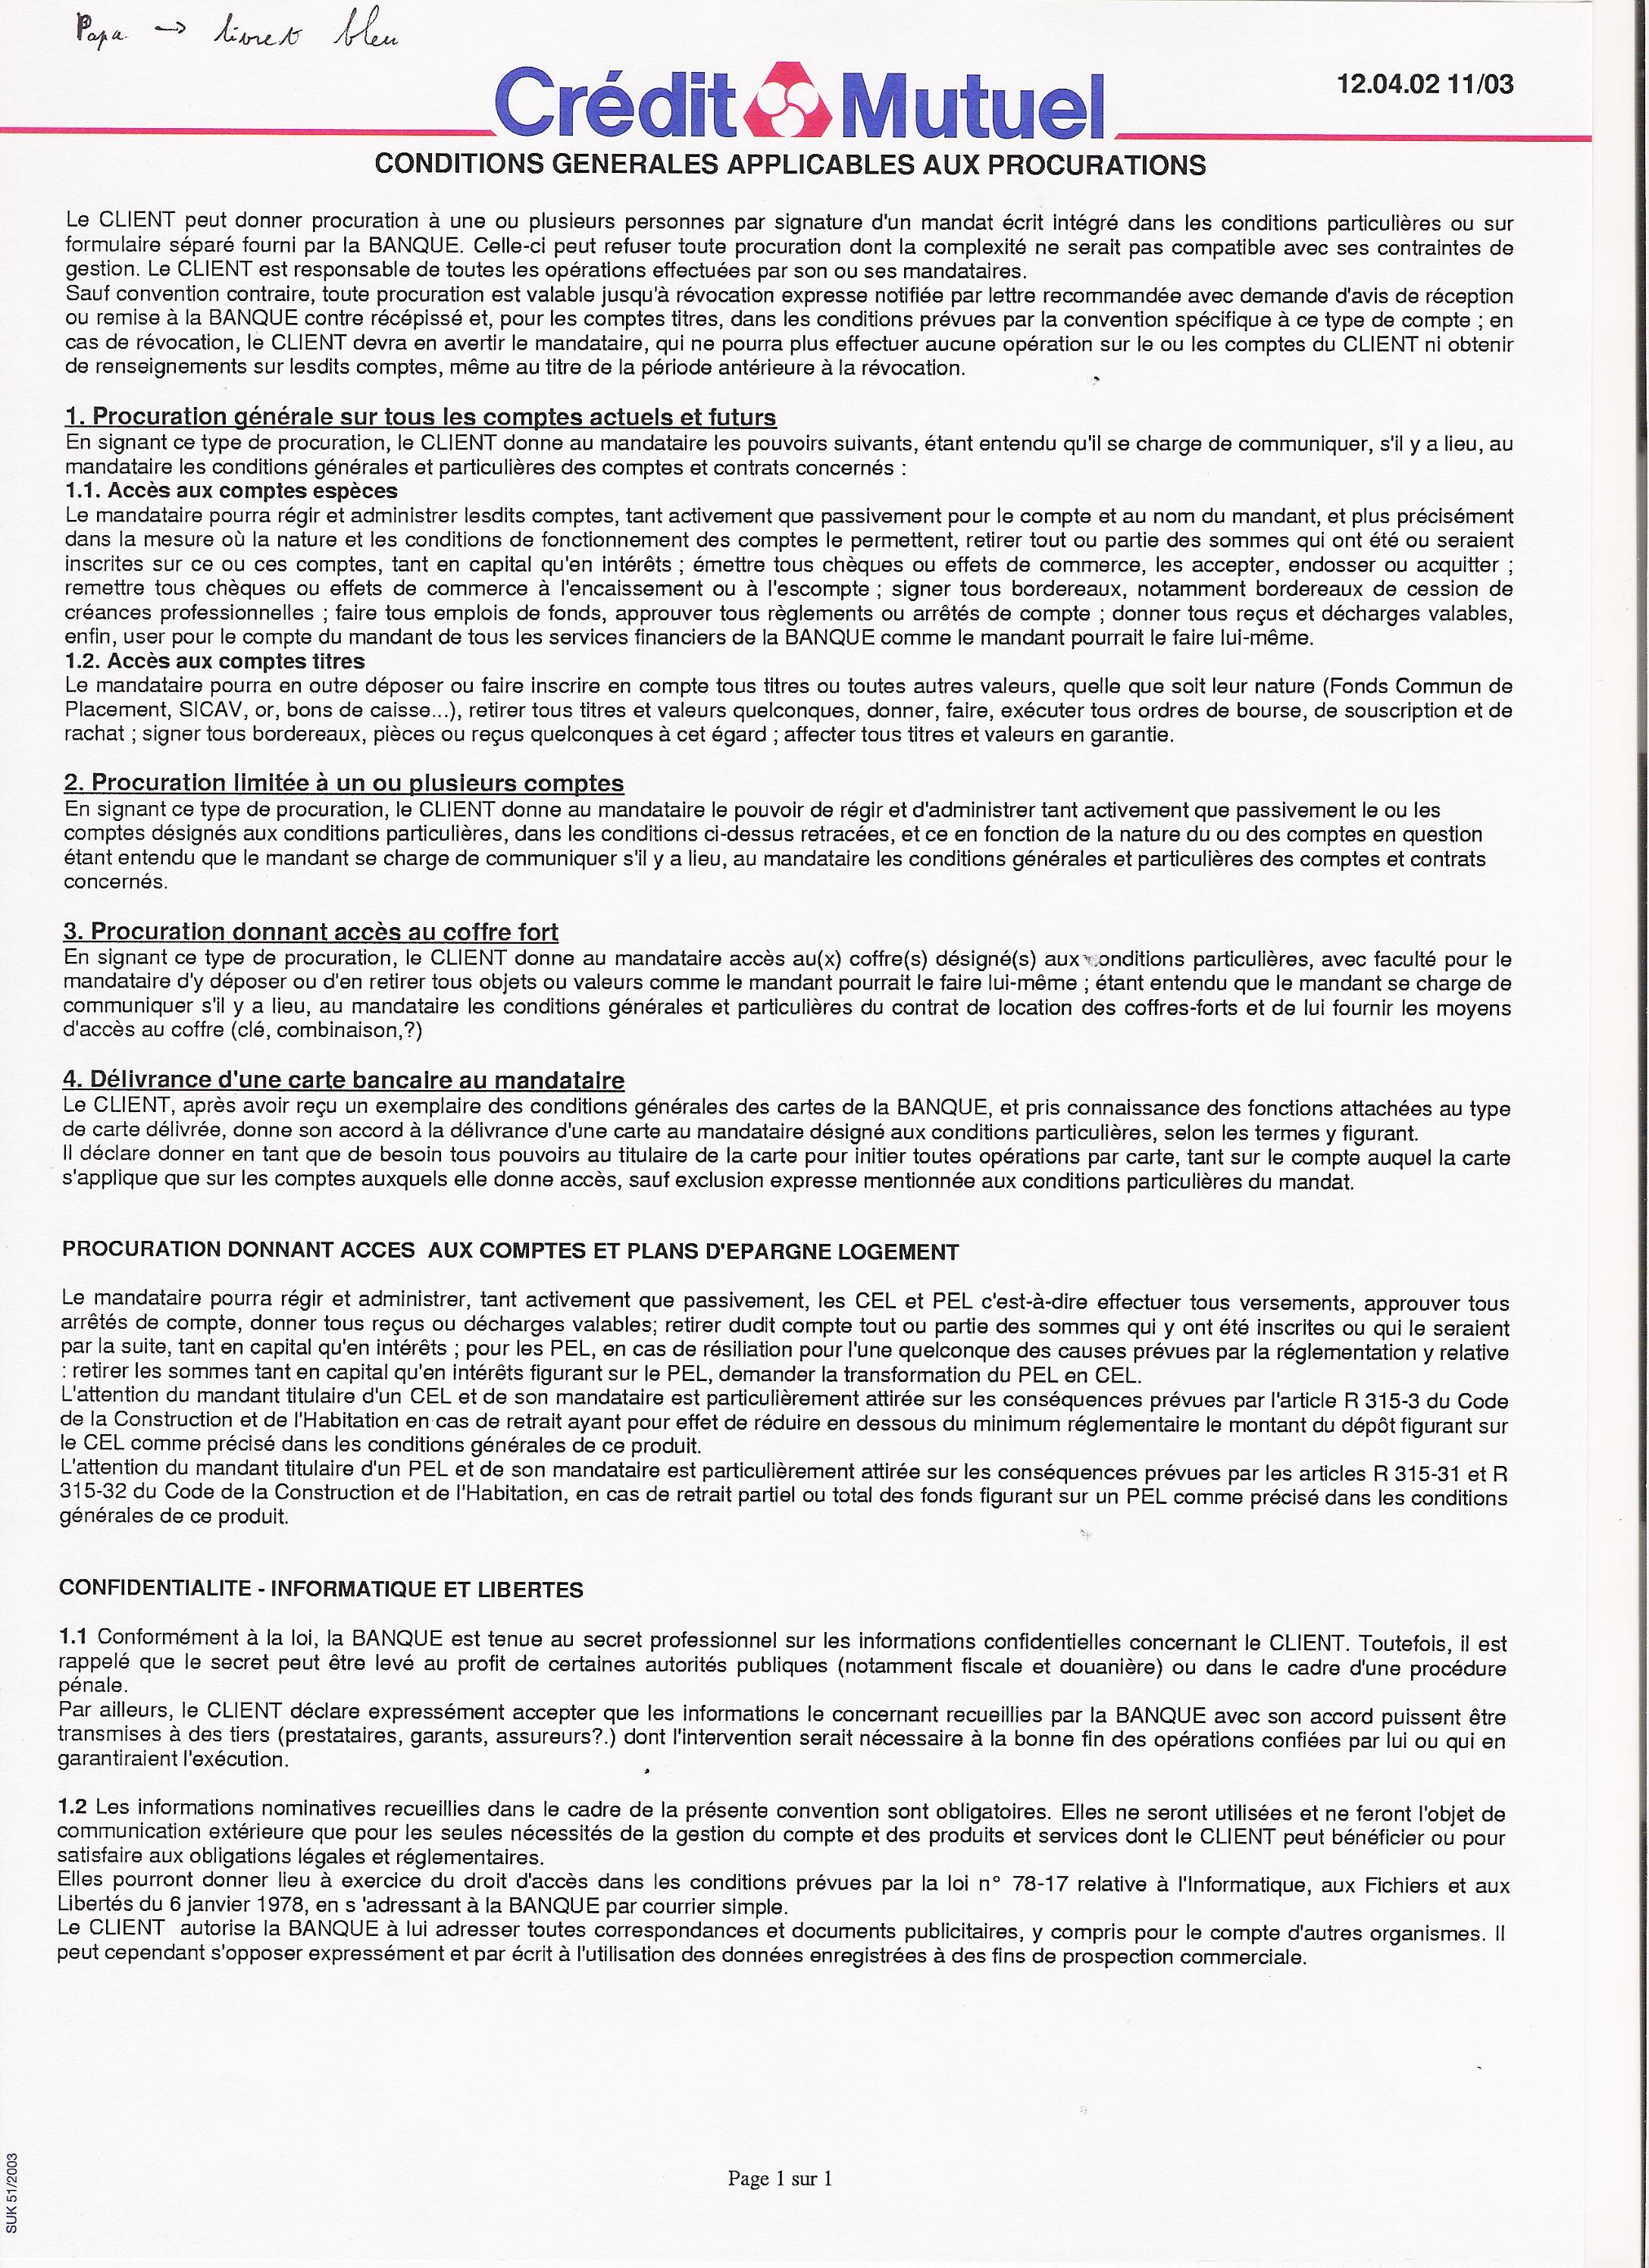 Papa → livret bleu
Crédit Mutuel
12.04.02 11/03
CONDITIONS GENERALES APPLICABLES AUX PROCURATIONS
Le CLIENT peut donner procuration à une ou plusieurs personnes par signature d'un mandat écrit intégré dans les conditions particulières ou sur
formulaire séparé fourni par la BANQUE. Celle-ci peut refuser toute procuration dont la complexité ne serait pas compatible avec ses contraintes de
gestion. Le CLIENT est responsable de toutes les opérations effectuées par son ou ses mandataires.
Sauf convention contraire, toute procuration est valable jusqu'à révocation expresse notifiée par lettre recommandée avec demande d'avis de réception
ou remise à la BANQUE contre récépissé et, pour les comptes titres, dans les conditions prévues par la convention spécifique à ce type de compte ; en
cas de révocation, le CLIENT devra en avertir le mandataire, qui ne pourra plus effectuer aucune opération sur le ou les comptes du CLIENT ni obtenir
de renseignements sur lesdits comptes, même au titre de la période antérieure à la révocation.
1. Procuration générale sur tous les comptes actuels et futurs
En signant ce type de procuration, le CLIENT donne au mandataire les pouvoirs suivants, étant entendu qu'il se charge de communiquer, s'il y a lieu, au
mandataire les conditions générales et particulières des comptes et contrats concernés :
1.1. Accès aux comptes espèces
Le mandataire pourra régir et administrer lesdits comptes, tant activement que passivement pour le compte et au nom du mandant, et plus précisément
dans la mesure où la nature et les conditions de fonctionnement des comptes le permettent, retirer tout ou partie des sommes qui ont été ou seraient
inscrites sur ce ou ces comptes, tant en capital qu'en intérêts ; émettre tous chèques ou effets de commerce, les accepter, endosser ou acquitter ;
remettre tous chèques ou effets de commerce à l'encaissement ou à l'escompte ; signer tous bordereaux, notamment bordereaux de cession de
créances professionnelles ; faire tous emplois de fonds, approuver tous règlements ou arrêtés de compte ; donner tous reçus et décharges valables,
enfin, user pour le compte du mandant de tous les services financiers de la BANQUE comme le mandant pourrait le faire lui-même.
1.2. Accès aux comptes titres
Le mandataire pourra en outre déposer ou faire inscrire en compte tous titres ou toutes autres valeurs, quelle que soit leur nature (Fonds Commun de
Placement, SICAV, or, bons de caisse...), retirer tous titres et valeurs quelconques, donner, faire, exécuter tous ordres de bourse, de souscription et de
rachat ; signer tous bordereaux, pièces ou reçus quelconques à cet égard ; affecter tous titres et valeurs en garantie.
2. Procuration limitée à un ou plusieurs comptes
En signant ce type de procuration, le CLIENT donne au mandataire le pouvoir de régir et d'administrer tant activement que passivement le ou les
comptes désignés aux conditions particulières, dans les conditions ci-dessus retracées, et ce en fonction de la nature du ou des comptes en question
étant entendu que le mandant se charge de communiquer s'il y a lieu, au mandataire les conditions générales et particulières des comptes et contrats
concernés.
3. Procuration donnant accès au coffre fort
En signant ce type de procuration, le CLIENT donne au mandataire accès au(x) coffre(s) désigné(s) aux conditions particulières, avec faculté pour le
mandataire d'y déposer ou d'en retirer tous objets ou valeurs comme le mandant pourrait le faire lui-même ; étant entendu que le mandant se charge de
communiquer s'il y a lieu, au mandataire les conditions générales et particulières du contrat de location des coffres-forts et de lui fournir les moyens
d'accès au coffre (clé, combinaison,?)
4. Délivrance d'une carte bancaire au mandataire
Le CLIENT, après avoir reçu un exemplaire des conditions générales des cartes de la BANQUE, et pris connaissance des fonctions attachées au type
de carte délivrée, donne son accord à la délivrance d'une carte au mandataire désigné aux conditions particulières, selon les termes y figurant.
Il déclare donner en tant que de besoin tous pouvoirs au titulaire de la carte pour initier toutes opérations par carte, tant sur le compte auquel la carte
s'applique que sur les comptes auxquels elle donne accès, sauf exclusion expresse mentionnée aux conditions particulières du mandat.
PROCURATION DONNANT ACCES AUX COMPTES ET PLANS D'EPARGNE LOGEMENT
Le mandataire pourra régir et administrer, tant activement que passivement, les CEL et PEL c'est-à-dire effectuer tous versements, approuver tous
arrêtés de compte, donner tous reçus ou décharges valables; retirer dudit compte tout ou partie des sommes qui y ont été inscrites ou qui le seraient
par la suite, tant en capital qu'en intérêts ; pour les PEL, en cas de résiliation pour l'une quelconque des causes prévues par la réglementation y relative
: retirer les sommes tant en capital qu'en intérêts figurant sur le PEL, demander la transformation du PEL en CEL.
L'attention du mandant titulaire d'un CEL et de son mandataire est particulièrement attirée sur les conséquences prévues par l'article R 315-3 du Code
de la Construction et de l'Habitation en cas de retrait ayant pour effet de réduire en dessous du minimum réglementaire le montant du dépôt figurant sur
le CEL comme précisé dans les conditions générales de ce produit.
L'attention du mandant titulaire d'un PEL et de son mandataire est particulièrement attirée sur les conséquences prévues par les articles R 315-31 et R
315-32 du Code de la Construction et de l'Habitation, en cas de retrait partiel ou total des fonds figurant sur un PEL comme précisé dans les conditions
générales de ce produit.
CONFIDENTIALITE - INFORMATIQUE ET LIBERTES
1.1 Conformément à la loi, la BANQUE est tenue au secret professionnel sur les informations confidentielles concernant le CLIENT. Toutefois, il est
rappelé que le secret peut être levé au profit de certaines autorités publiques (notamment fiscale et douanière) ou dans le cadre d'une procédure
pénale.
Par ailleurs, le CLIENT déclare expressément accepter que les informations le concernant recueillies par la BANQUE avec son accord puissent être
transmises à des tiers (prestataires, garants, assureurs?.) dont l'intervention serait nécessaire à la bonne fin des opérations confiées par lui ou qui en
garantiraient l'exécution.
1.2 Les informations nominatives recueillies dans le cadre de la présente convention sont obligatoires. Elles ne seront utilisées et ne feront l'objet de
communication extérieure que pour les seules nécessités de la gestion du compte et des produits et services dont le CLIENT peut bénéficier ou pour
satisfaire aux obligations légales et réglementaires.
Elles pourront donner lieu à exercice du droit d'accès dans les conditions prévues par la loi n° 78-17 relative à l'Informatique, aux Fichiers et aux
Libertés du 6 janvier 1978, en s 'adressant à la BANQUE par courrier simple.
Le CLIENT autorise la BANQUE à lui adresser toutes correspondances et documents publicitaires, y compris pour le compte d'autres organismes. Il
peut cependant s'opposer expressément et par écrit à l'utilisation des données enregistrées à des fins de prospection commerciale.
Page 1 sur 1
SUK 51/2003